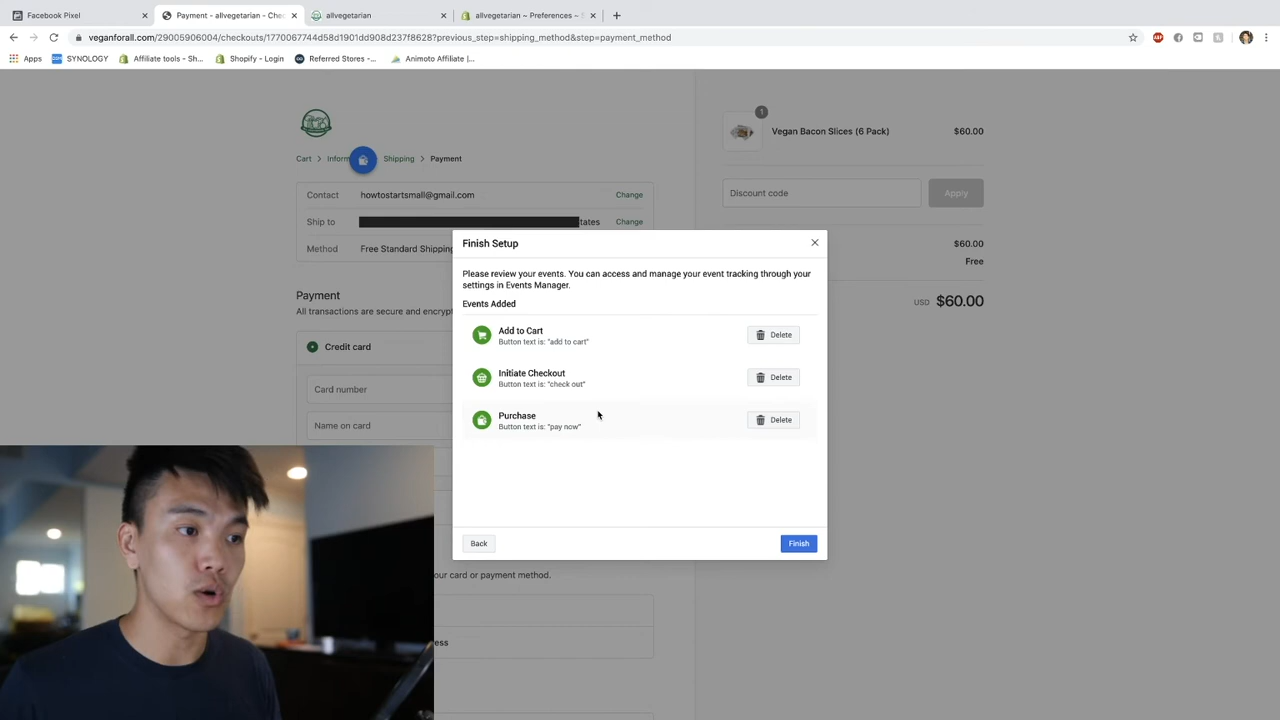 Facebook Pixel
Payment - allvegetarian - Che
allvegetarian
allvegetarian ~ Preferences ~ S
veganforall.com/29005906004/checkouts/1770067744d58d1901dd908d237f8628?previous_step=shipping_method&step=payment_method
Apps
SYNOLOGY
Affiliate tools - Sh...
Shopify - Login
Referred Stores -...
Animoto Affiliate |...
1
Vegan Bacon Slices (6 Pack)
$60.00
Cart > Inform Shipping > Payment
Contact
howtostartsmall@gmail.com
Change
Discount code
Apply
Ship to
States
Change
Method
Free Standard Shipping
$60.00
Free
USD $60.00
Payment
All transactions are secure and encryp
Credit card
Card number
Name on card
Finish Setup
Please review your events. You can access and manage your event tracking through your
settings in Events Manager.
Events Added
Add to Cart
Button text is: "add to cart"
Delete
Initiate Checkout
Button text is: "check out"
Delete
Purchase
Button text is: "pay now"
Delete
Back
Finish
your card or payment method.
ress